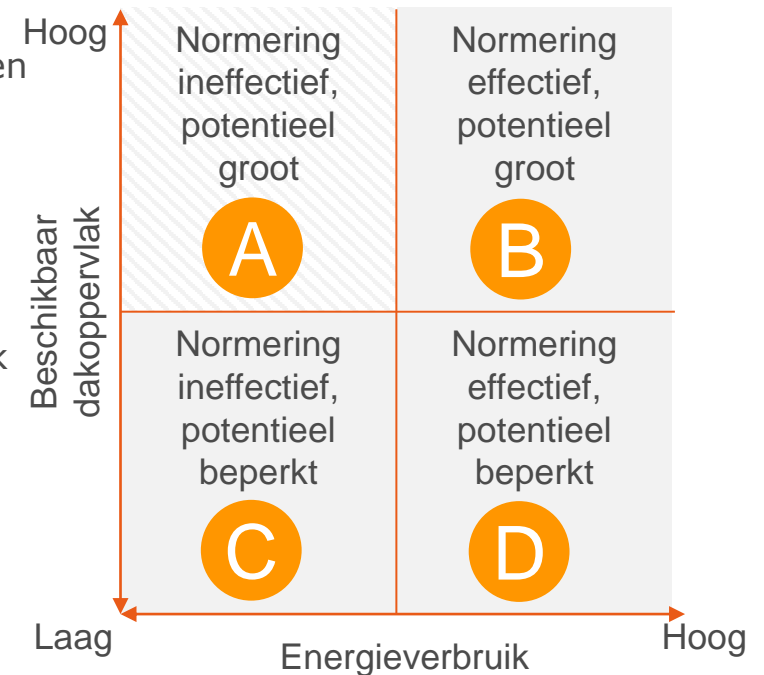 Hoog
en
Normering
ineffectief,
potentieel
groot
A
Normering
effectief,
potentieel
groot
B
Beschikbaar
dakoppervlak
k
Normering
ineffectief,
potentieel
beperkt
C
Normering
effectief,
potentieel
beperkt
D
Laag
Energieverbruik
Hoog